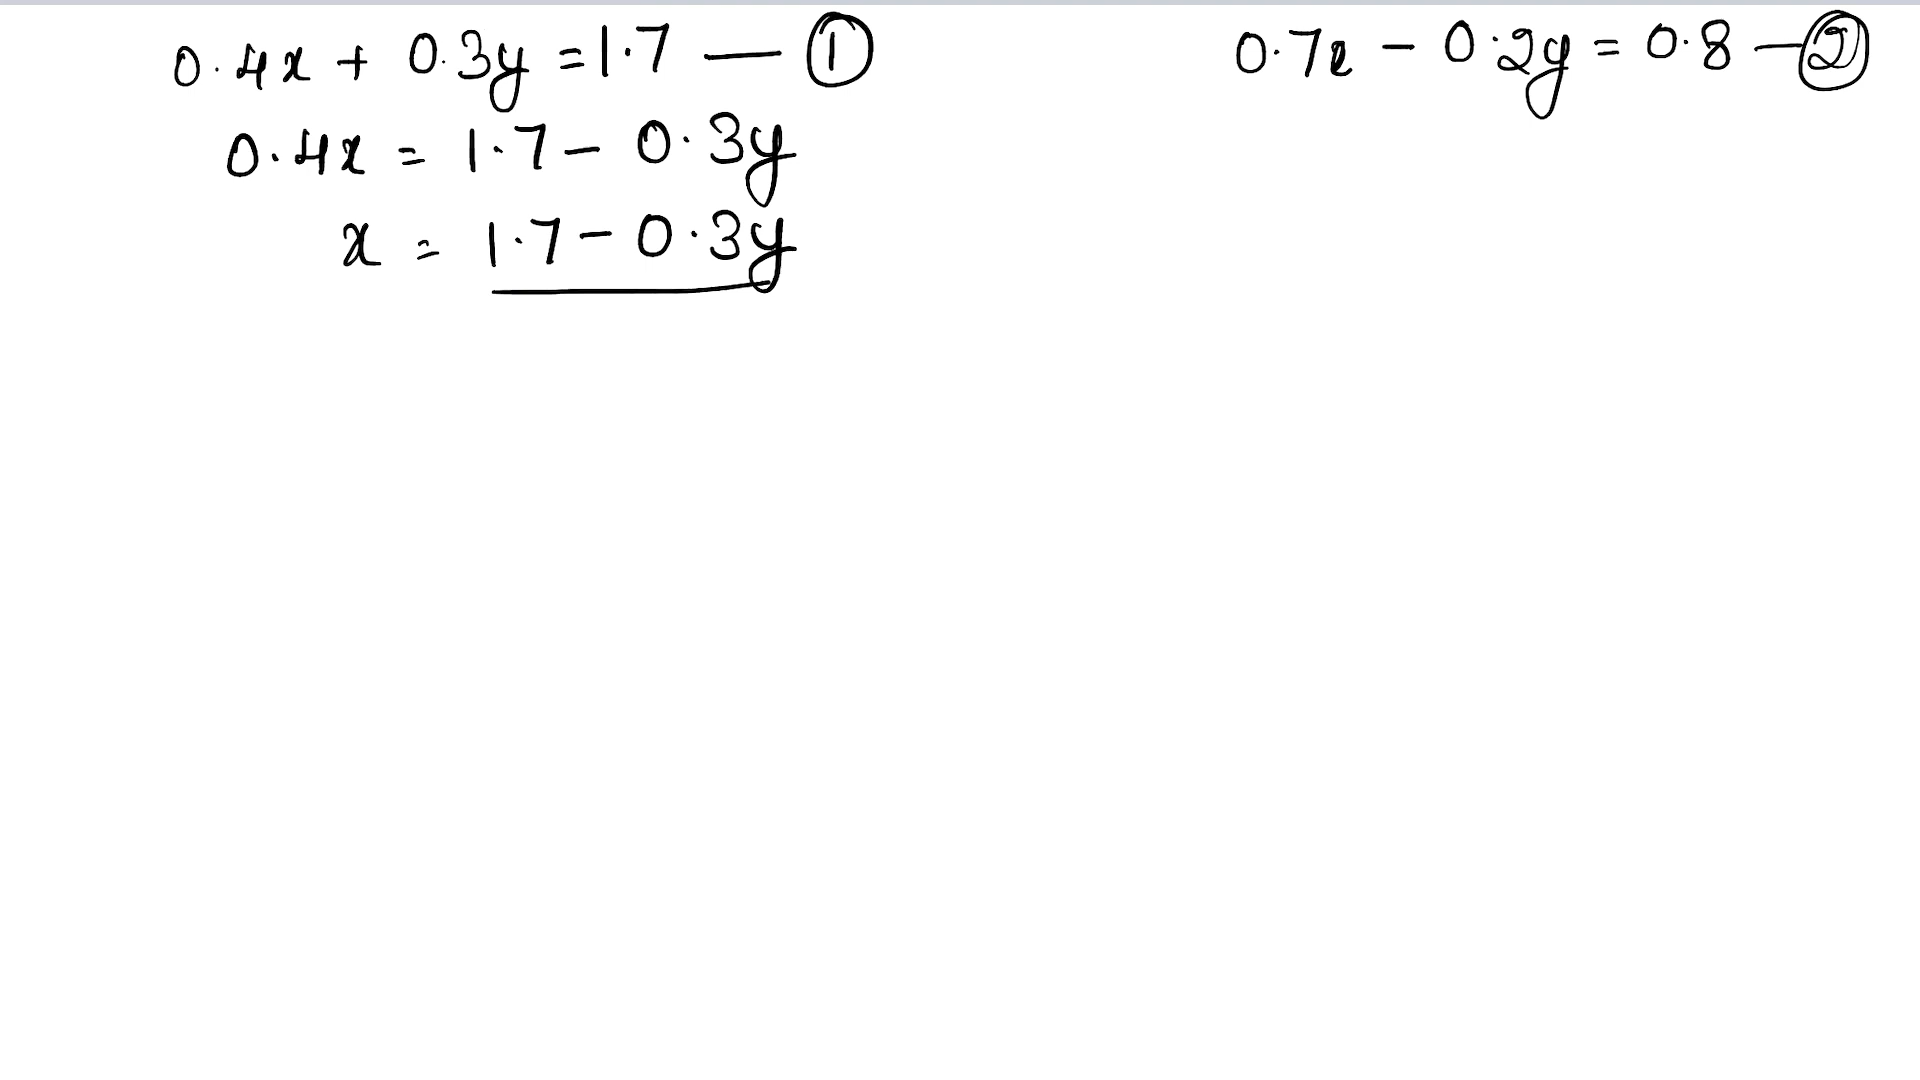 0.4x + 0.3y = 1.7 — ①
0.7x - 0.2y = 0.8 — ②
0.4x = 1.7 - 0.3y
x = 1.7 - 0.3y